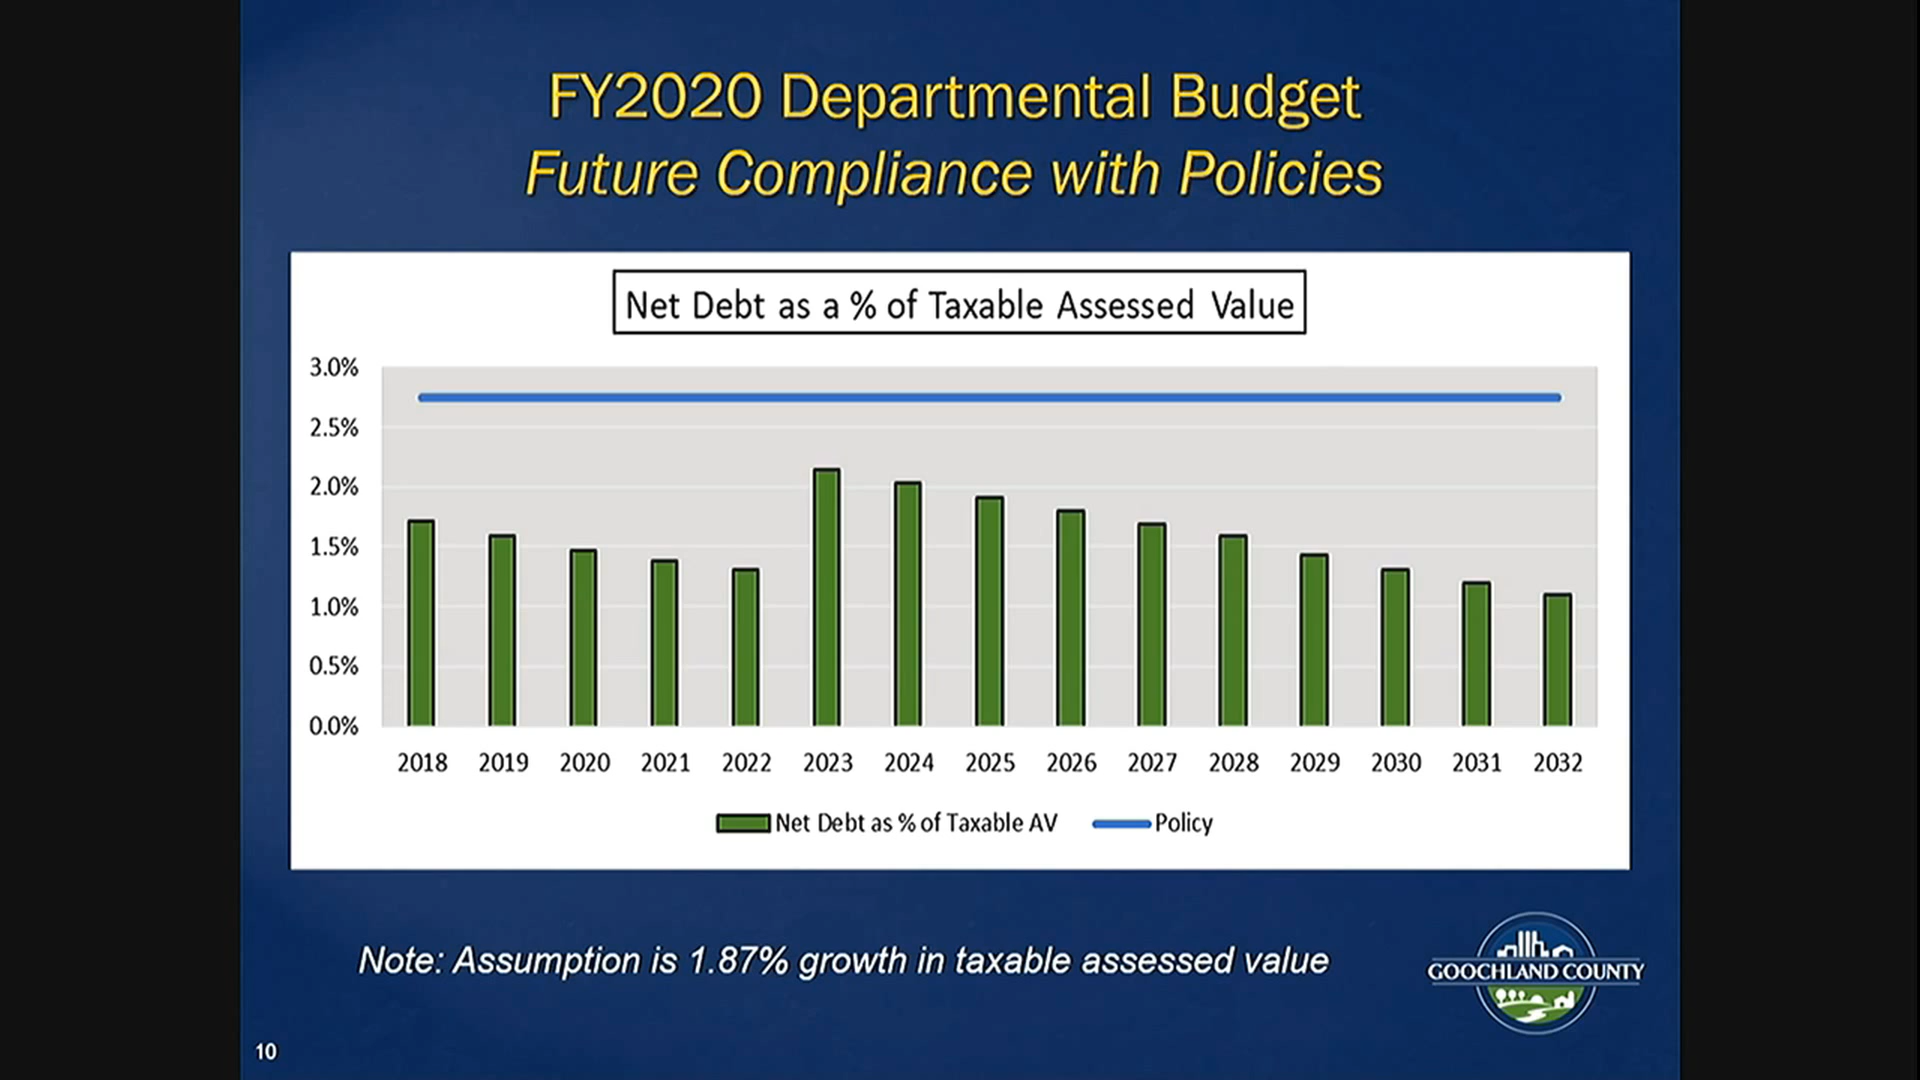 FY2020 Departmental Budget
Future Compliance with Policies
Net Debt as a % of Taxable Assessed Value
3.0%
2.5%
2.0%
1.5%
1.0%
0.5%
0.0%
2018 2019 2020 2021 2022 2023 2024 2025 2026 2027 2028 2029 2030 2031 2032
Net Debt as % of Taxable AV Policy
Note: Assumption is 1.87% growth in taxable assessed value
GOOCHLAND COUNTY
10